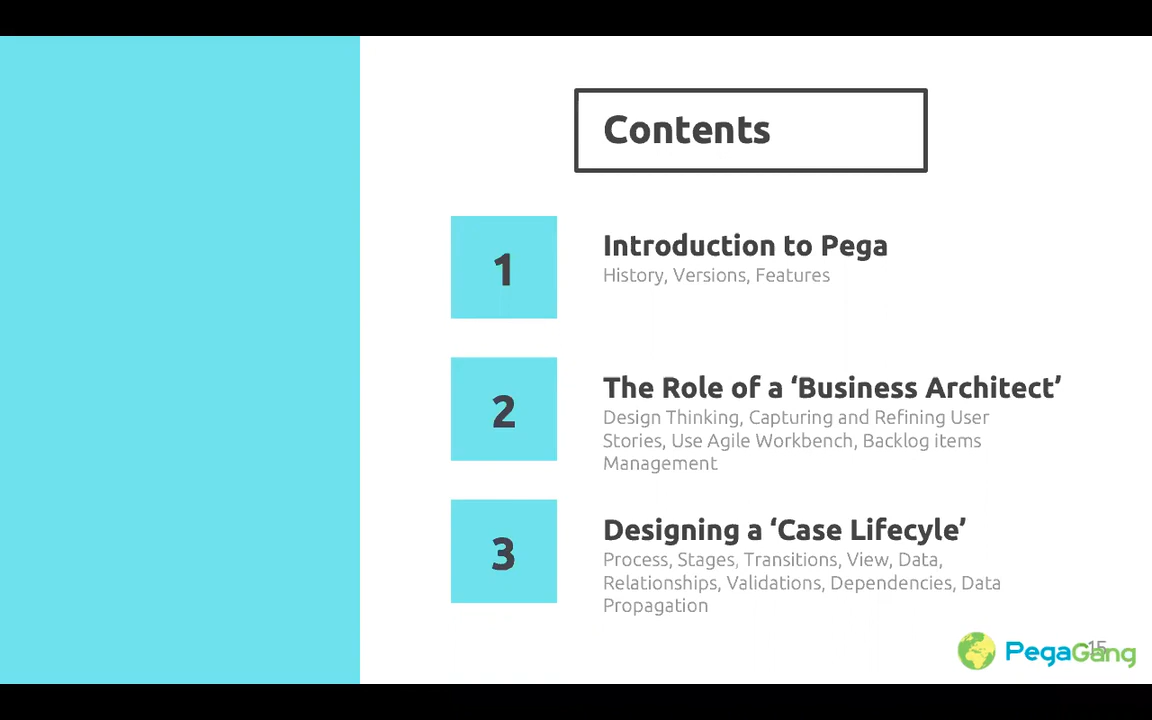 Contents
1
Introduction to Pega
History, Versions, Features
2
The Role of a ‘Business Architect’
Design Thinking, Capturing and Refining User
Stories, Use Agile Workbench, Backlog items
Management
3
Designing a ‘Case Lifecyle’
Process, Stages, Transitions, View, Data,
Relationships, Validations, Dependencies, Data
Propagation
PegaGang
15